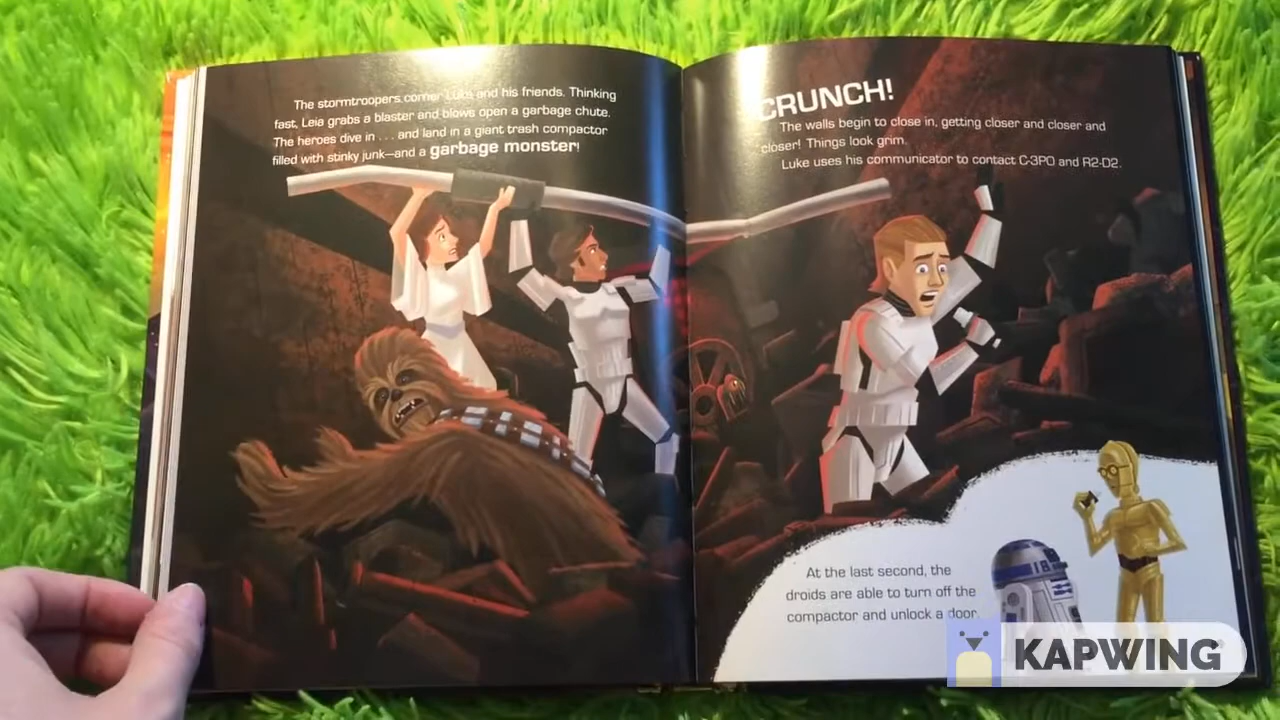 The stormtroopers corner Luke and his friends. Thinking
fast, Leia grabs a blaster and blows open a garbage chute.
The heroes dive in . . . and land in a giant trash compactor
filled with stinky junk—and a garbage monster!
CRUNCH!
The walls begin to close in, getting closer and closer and
closer! Things look grim.
Luke uses his communicator to contact C-3PO and R2-D2.
At the last second, the
droids are able to turn off the
compactor and unlock a door.
KAPWING